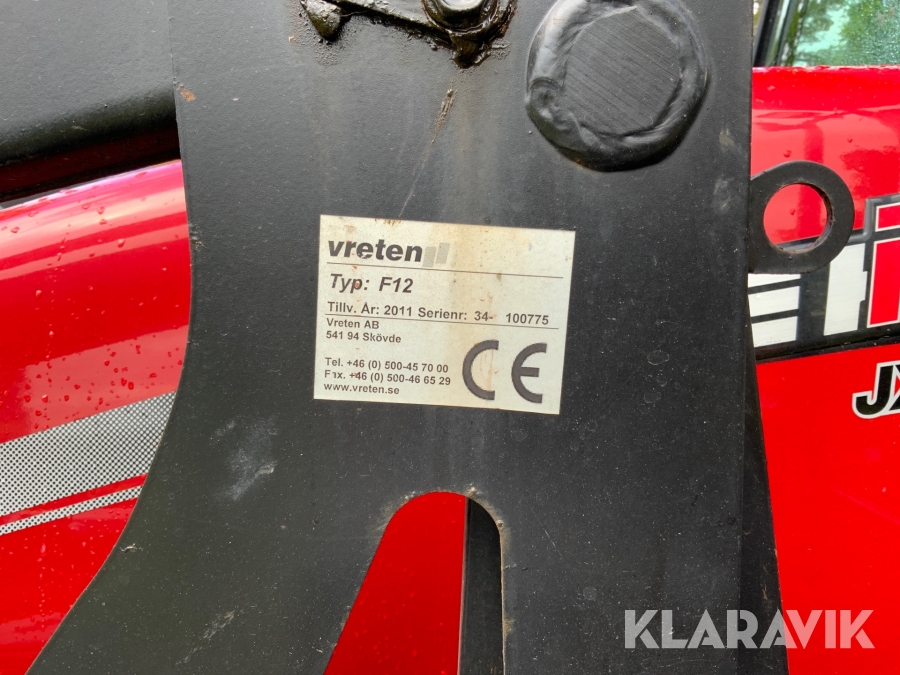 vreten
Typ: F12
Tillv. År: 2011 Serienr: 34- 100775
Vreten AB
541 94 Skövde
Tel. +46 (0) 500-45 70 00
Fax. +46 (0) 500-46 65 29
www.vreten.se
CE
JX
KLARAVIK